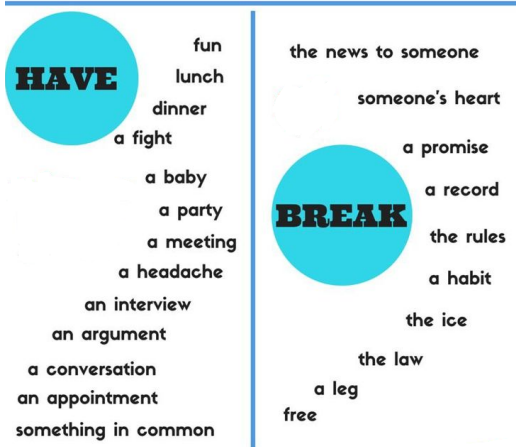 HAVE
fun
lunch
dinner
a fight
a baby
a party
a meeting
a headache
an interview
an argument
a conversation
an appointment
something in common
BREAK
the news to someone
someone's heart
a promise
a record
the rules
a habit
the ice
the law
a leg
free